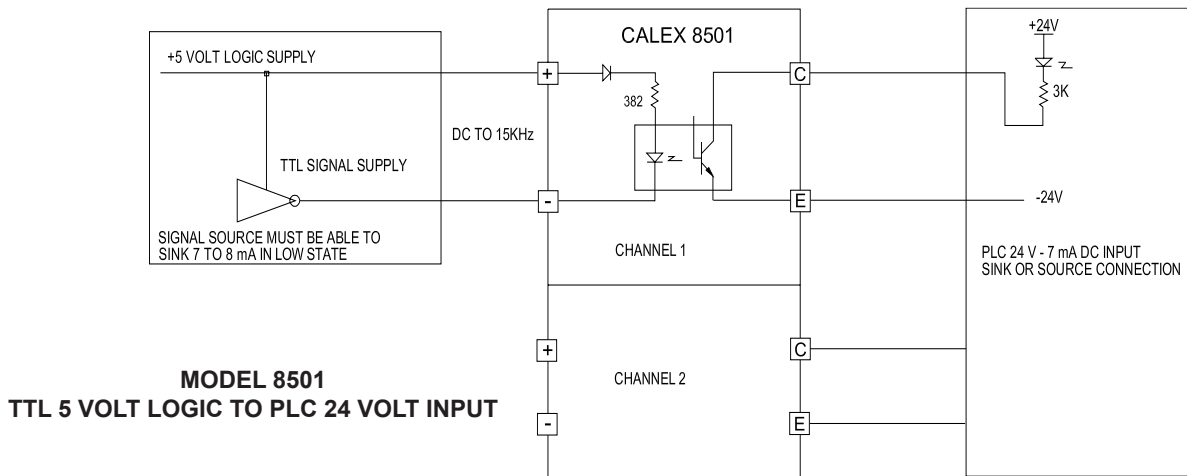 CALEX 8501
+5 VOLT LOGIC SUPPLY
+
382
C
+24V
3K
DC TO 15KHz
TTL SIGNAL SUPPLY
-
E
-24V
SIGNAL SOURCE MUST BE ABLE TO
SINK 7 TO 8 mA IN LOW STATE
CHANNEL 1
PLC 24 V - 7 mA DC INPUT
SINK OR SOURCE CONNECTION
+
C
CHANNEL 2
-
E
MODEL 8501
TTL 5 VOLT LOGIC TO PLC 24 VOLT INPUT